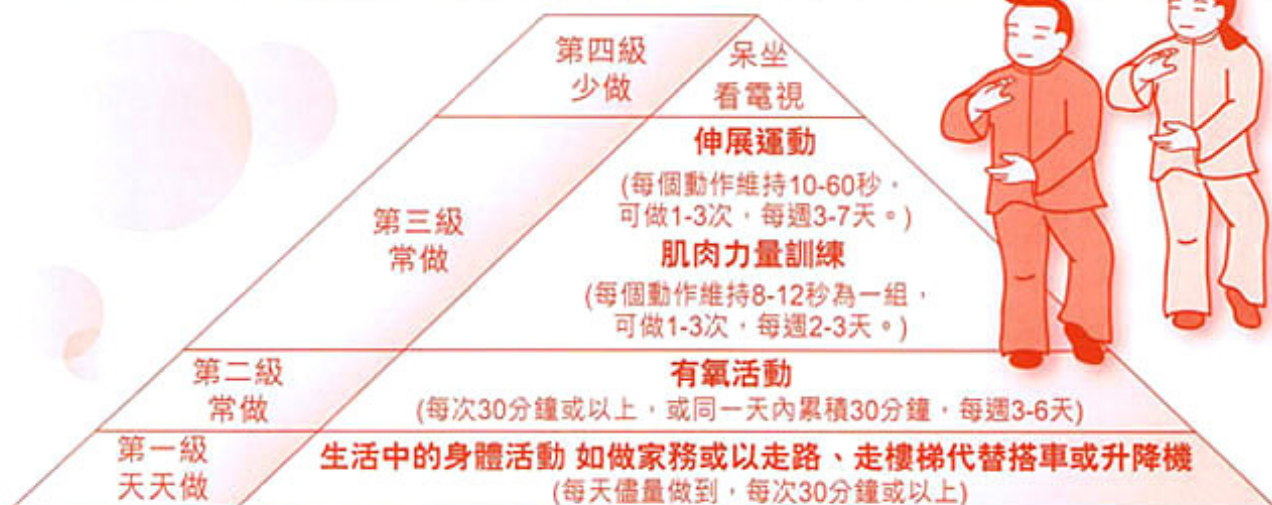 第四級
少做
呆坐
看電視
伸展運動
(每個動作維持10-60秒，
可做1-3次，每週3-7天。)
第三級
常做
肌肉力量訓練
(每個動作維持8-12秒為一組，
可做1-3次，每週2-3天。)
第二級
常做
有氧活動
(每次30分鐘或以上，或同一天內累積30分鐘，每週3-6天)
第一級
天天做
生活中的身體活動 如做家務或以走路、走樓梯代替搭車或升降機
(每天儘量做到，每次30分鐘或以上)